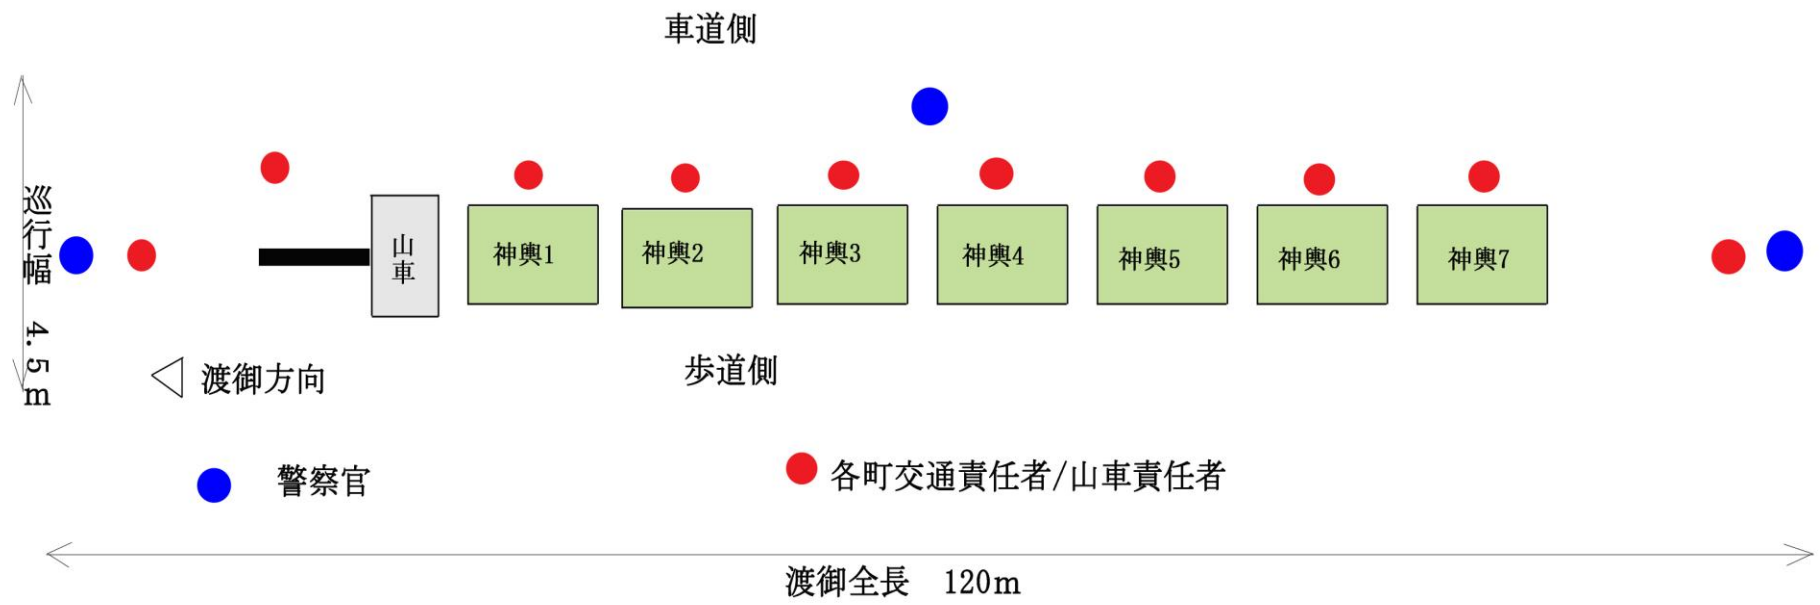 車道側
巡行幅 4.5m
山車
神輿1
神輿2
神輿3
神輿4
神輿5
神輿6
神輿7
渡御方向
歩道側
警察官
各町交通責任者/山車責任者
渡御全長 120m